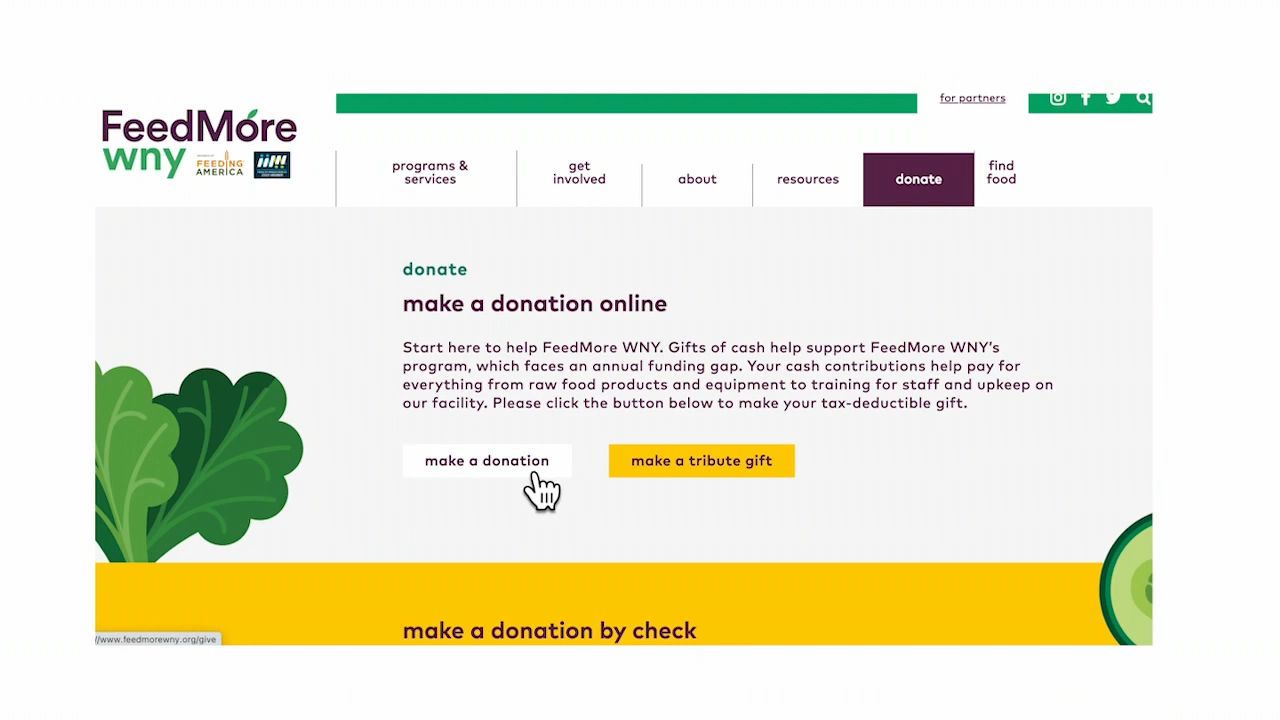 for partners
FeedMore
wny
FEEDING
AMERICA
programs &
services
get
involved
about
resources
donate
find
food
donate
make a donation online
Start here to help FeedMore WNY. Gifts of cash help support FeedMore WNY's
program, which faces an annual funding gap. Your cash contributions help pay for
everything from raw food products and equipment to training for staff and upkeep on
our facility. Please click the button below to make your tax-deductible gift.
make a donation
make a tribute gift
make a donation by check
//www.feedmorewny.org/give